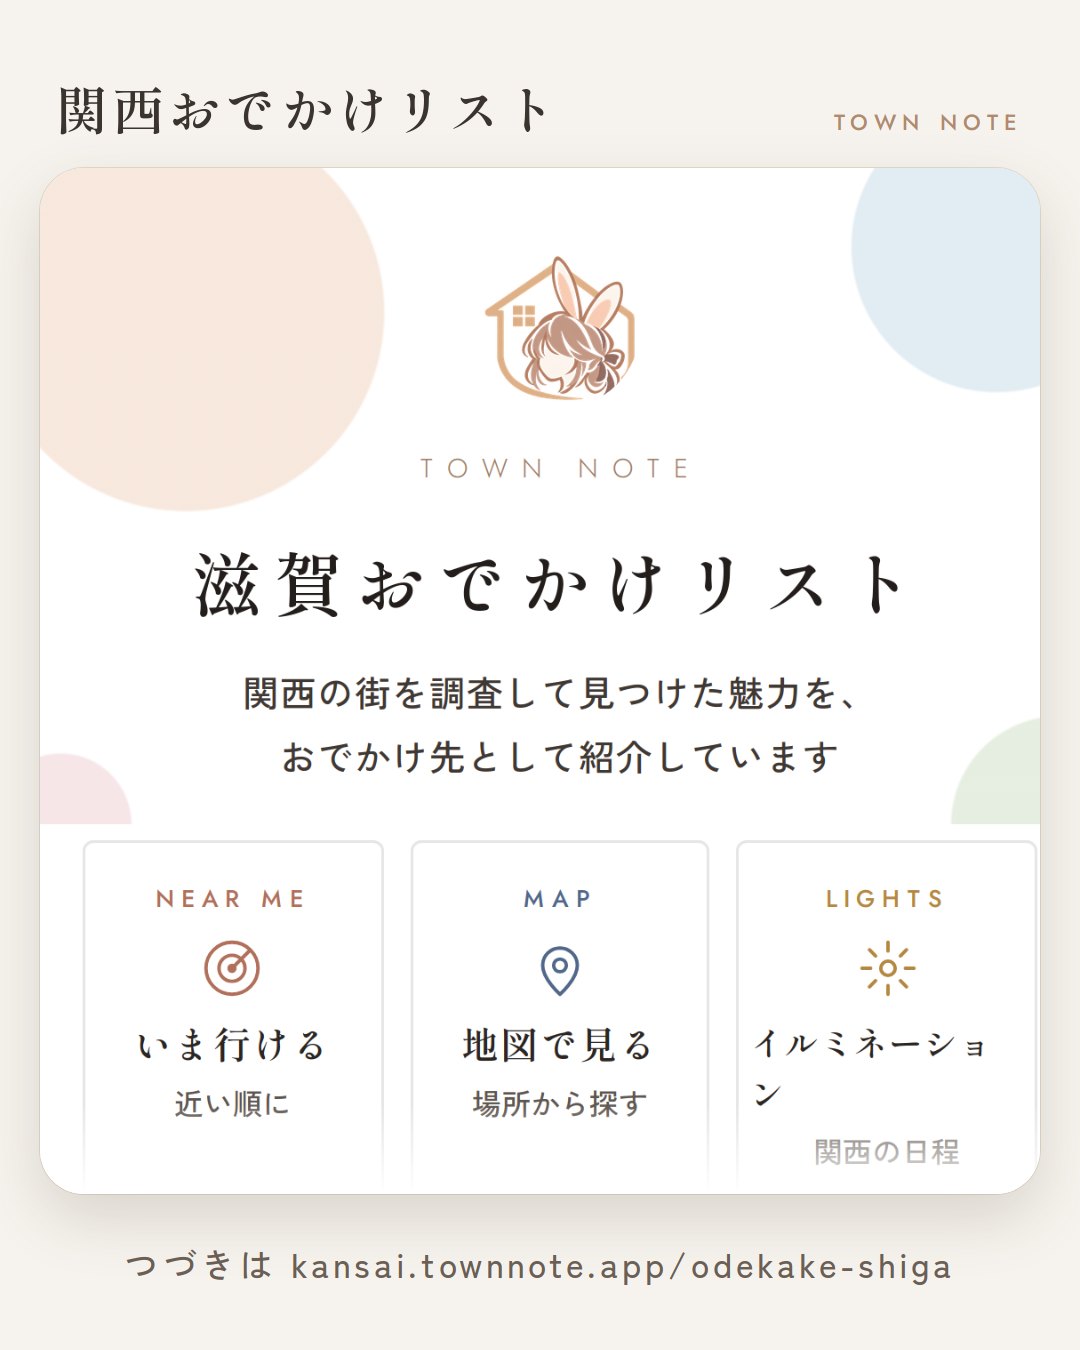 関西おでかけリスト
TOWN NOTE
TOWN NOTE
滋賀おでかけリスト
関西の街を調査して見つけた魅力を、
おでかけ先として紹介しています
NEAR ME
いま行ける
近い順に
MAP
地図で見る
場所から探す
LIGHTS
イルミネーショ
ン
関西の日程
つづきは kansai.townnote.app/odekake-shiga